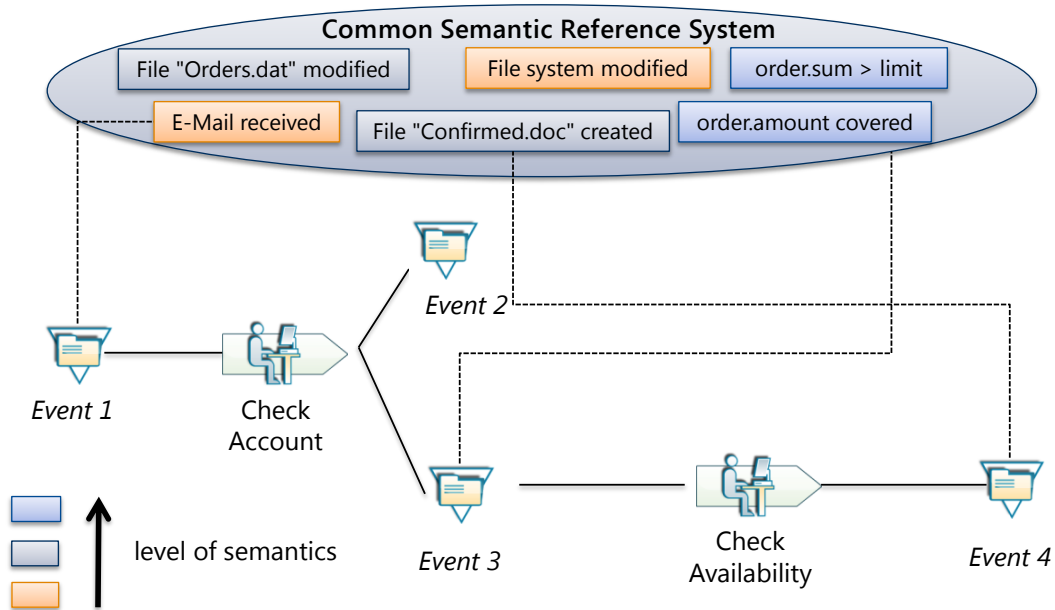 Common Semantic Reference System
File "Orders.dat" modified
File system modified
order.sum > limit
E-Mail received
File "Confirmed.doc" created
order.amount covered
Event 2
Event 1
Check
Account
level of semantics
Event 3
Check
Availability
Event 4